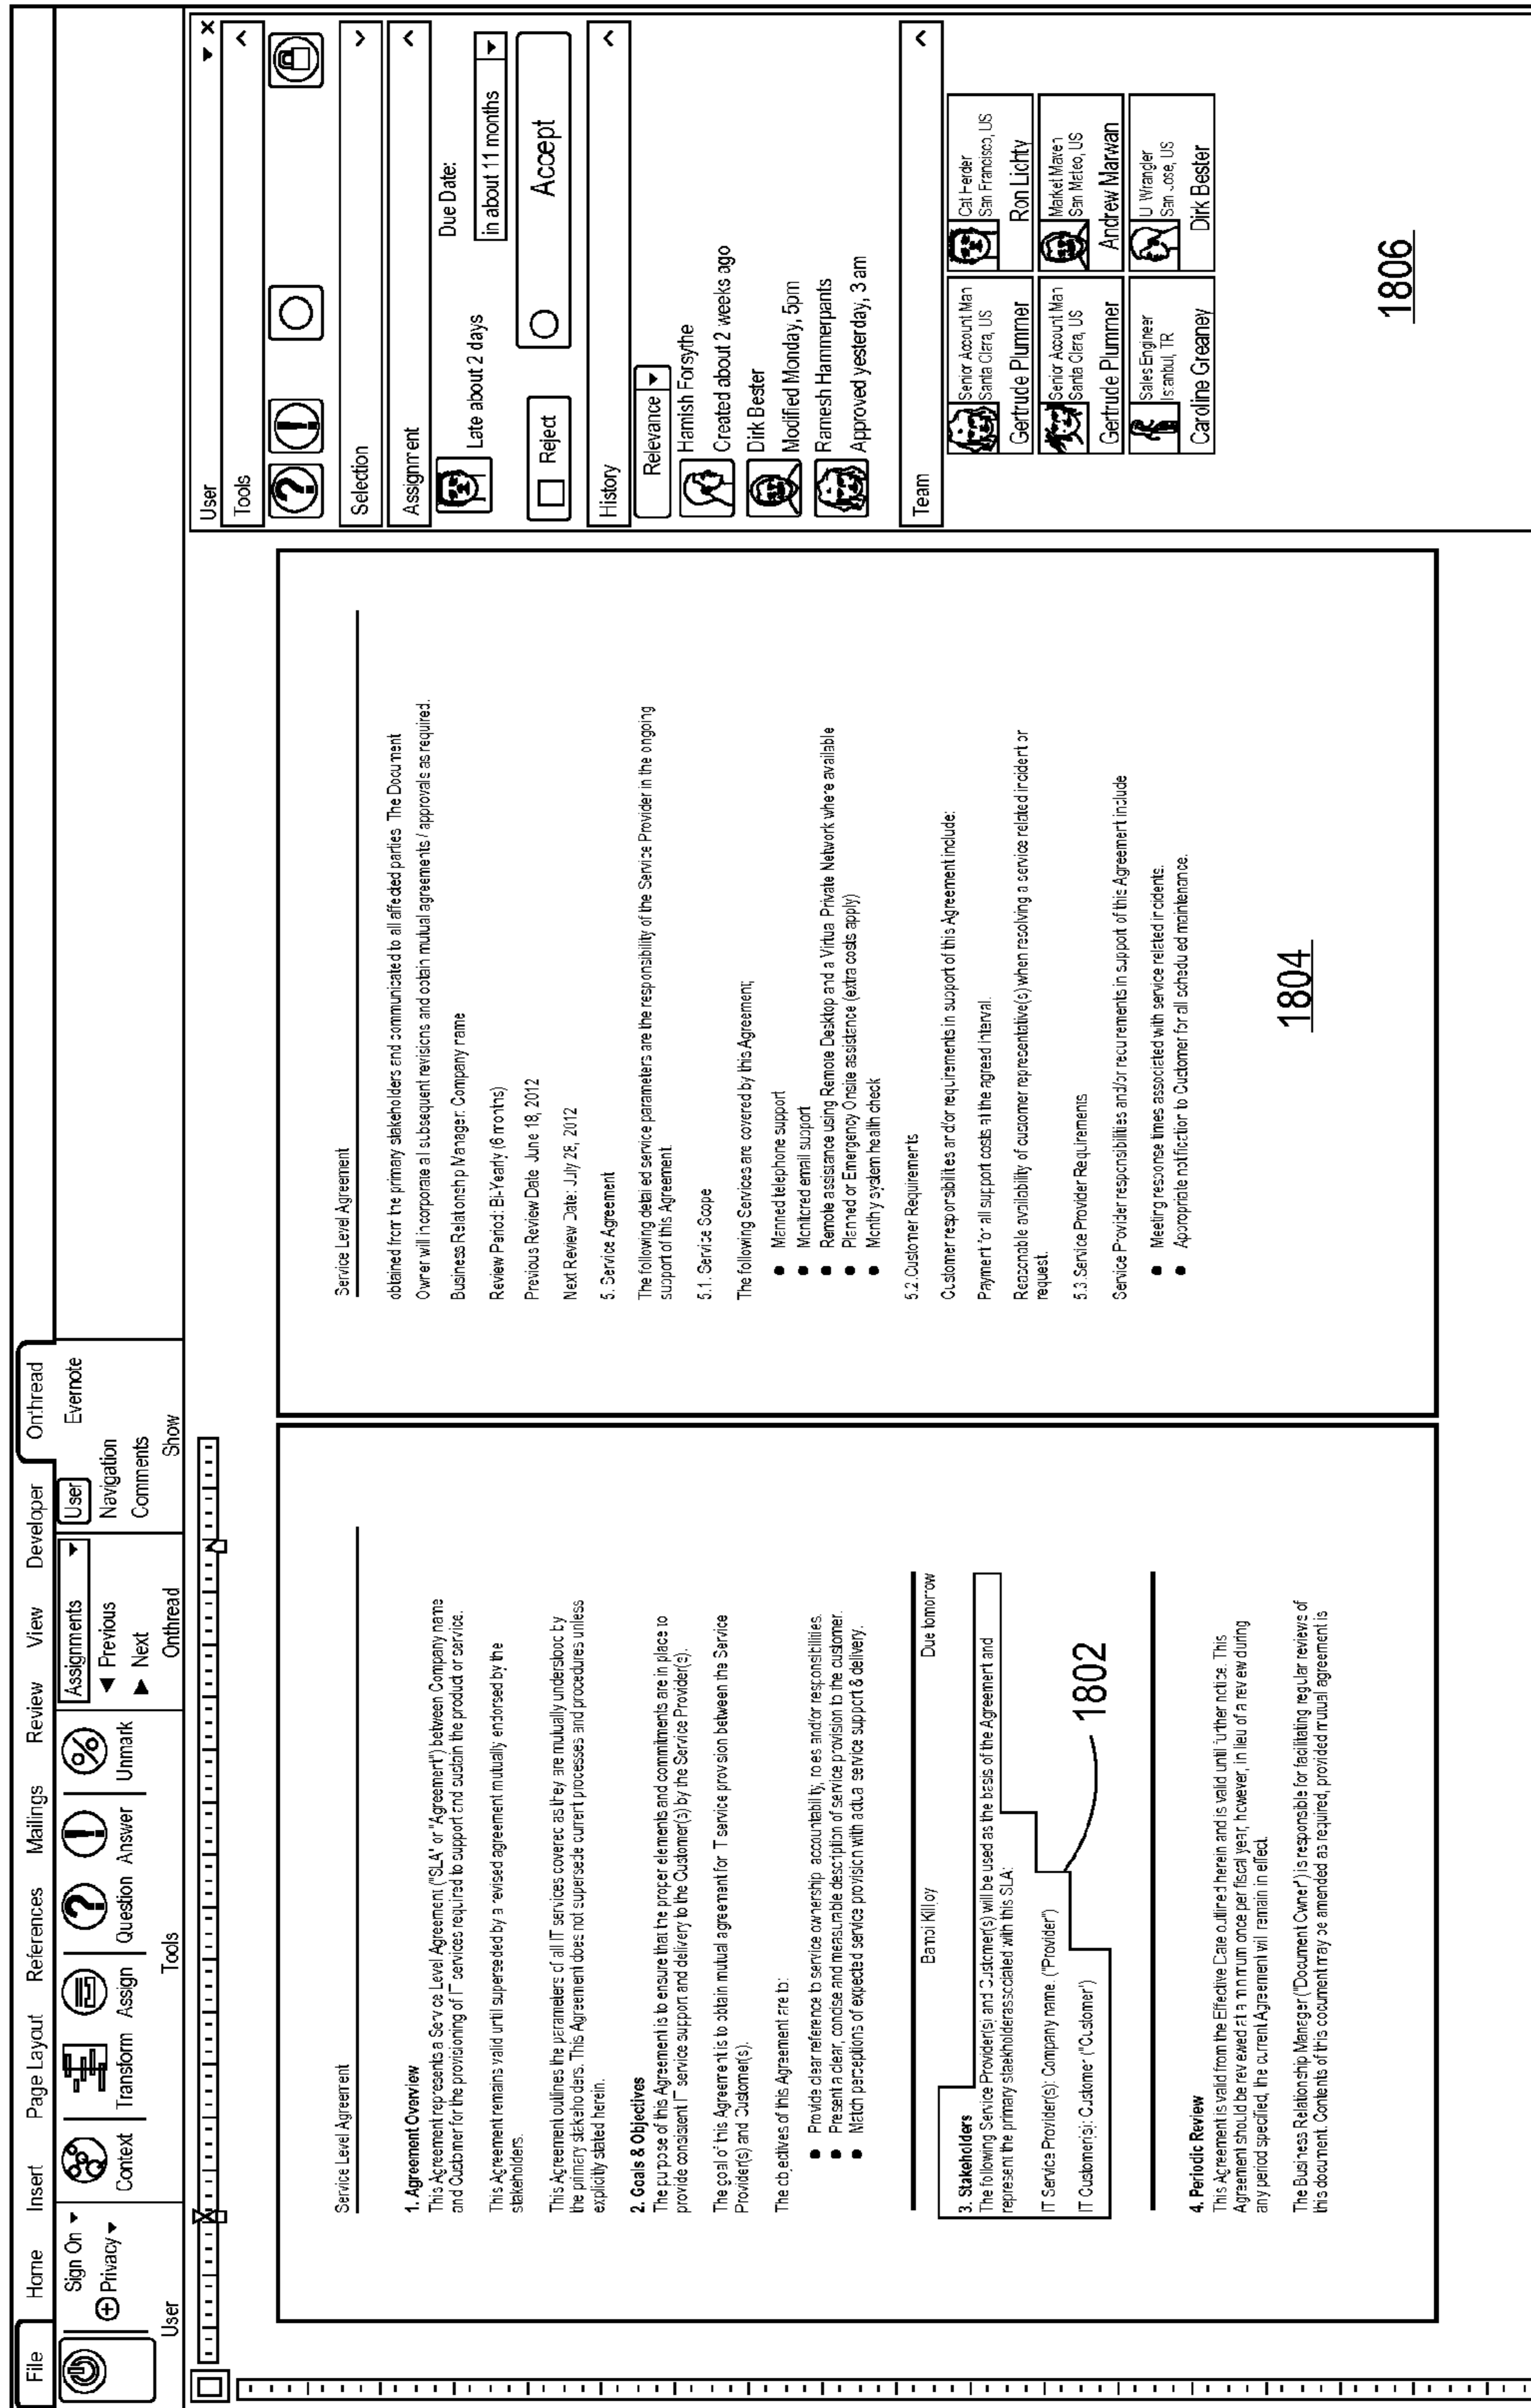 File Home Insert Page Layout References Mailings Review View Developer Onthread
Sign On
Privacy
User
Context Transform Assign Question Answer Unmark
Tools
Assignments
Previous
Next
Onthread
User Evernote
Navigation
Comments
Show
Service Level Agreement
1. Agreement Overview
This Agreement represents a Service Level Agreement ("SLA" or "Agreement") between Company name
and Customer for the provisioning of IT services required to support and sustain the product or service.
This Agreement remains valid until superseded by a revised agreement mutually endorsed by the
stakeholders.
This Agreement outlines the parameters of all IT services covered as they are mutually understood by
the primary stakeholders. This Agreement does not supersede current processes and procedures unless
explicitly stated herein.
2. Goals & Objectives
The purpose of this Agreement is to ensure that the proper elements and commitments are in place to
provide consistent IT service support and delivery to the Customer(s) by the Service Provider(s).
The goal of this Agreement is to obtain mutual agreement for IT service provision between the Service
Provider(s) and Customer(s).
The objectives of this Agreement are to:
● Provide clear reference to service ownership, accountability, roles and/or responsibilities.
● Present a clear, concise and measurable description of service provision to the customer.
● Match perceptions of expected service provision with actual service support & delivery.
Bambi Killjoy Due tomorrow
3. Stakeholders
The following Service Provider(s) and Customer(s) will be used as the basis of the Agreement and
represent the primary staekholderassociated with this SLA:
IT Service Provider(s): Company name. ("Provider")
IT Customer(s): Customer ("Customer")
1802
4. Periodic Review
This Agreement is valid from the Effective Date outlined herein and is valid until further notice. This
Agreement should be reviewed at a minimum once per fiscal year; however, in lieu of a review during
any period specified, the current Agreement will remain in effect.
The Business Relationship Manager ("Document Owner") is responsible for facilitating regular reviews of
this document. Contents of this document may be amended as required, provided mutual agreement is
Service Level Agreement
obtained from the primary stakeholders and communicated to all affected parties. The Document
Owner will incorporate all subsequent revisions and obtain mutual agreements / approvals as required.
Business Relationship Manager: Company name
Review Period: Bi-Yearly (6 months)
Previous Review Date: June 18, 2012
Next Review Date: July 28, 2012
5. Service Agreement
The following detailed service parameters are the responsibility of the Service Provider in the ongoing
support of this Agreement.
5.1. Service Scope
The following Services are covered by this Agreement;
● Manned telephone support
● Monitored email support
● Remote assistance using Remote Desktop and a Virtual Private Network where available
● Planned or Emergency Onsite assistance (extra costs apply)
● Monthly system health check
5.2. Customer Requirements
Customer responsibilities and/or requirements in support of this Agreement include:
Payment for all support costs at the agreed interval.
Reasonable availability of customer representative(s) when resolving a service related incident or
request.
5.3. Service Provider Requirements
Service Provider responsibilities and/or requirements in support of this Agreement include
● Meeting response times associated with service related incidents.
● Appropriate notification to Customer for all scheduled maintenance.
1804
User
Tools
Selection
Assignment
Due Date:
Late about 2 days
in about 11 months
Reject
Accept
History
Relevance
Hamish Forsythe
Created about 2 weeks ago
Dirk Bester
Modified Monday, 5pm
Ramesh Hammerpants
Approved yesterday, 3 am
Team
Senior Account Man
Santa Clara, US
Gertrude Plummer
Cat Herder
San Francisco, US
Ron Lichty
Senior Account Man
Santa Clara, US
Gertrude Plummer
Market Maven
San Mateo, US
Andrew Marwan
Sales Engineer
Istanbul, TR
Caroline Greaney
Wrangler
San Jose, US
Dirk Bester
1806